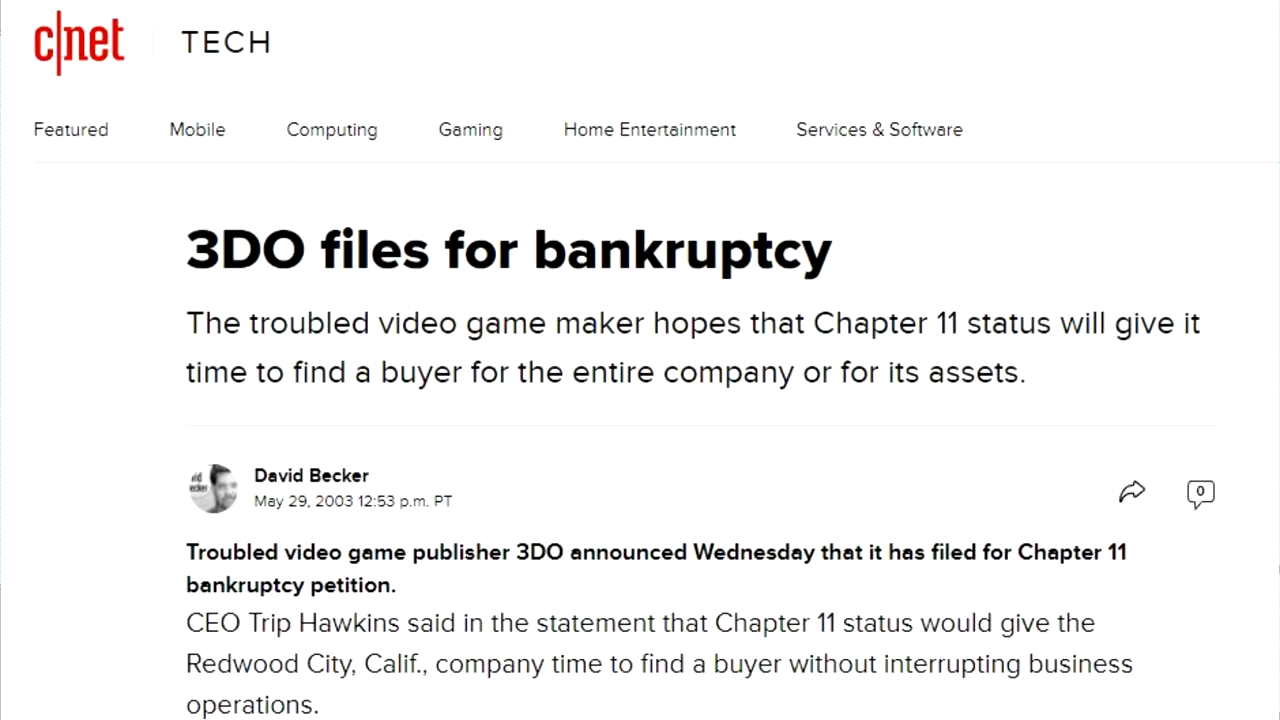 c|net TECH
Featured Mobile Computing Gaming Home Entertainment Services & Software
3DO files for bankruptcy
The troubled video game maker hopes that Chapter 11 status will give it
time to find a buyer for the entire company or for its assets.
David Becker
May 29, 2003 12:53 p.m. PT
0
Troubled video game publisher 3DO announced Wednesday that it has filed for Chapter 11
bankruptcy petition.
CEO Trip Hawkins said in the statement that Chapter 11 status would give the
Redwood City, Calif., company time to find a buyer without interrupting business
operations.